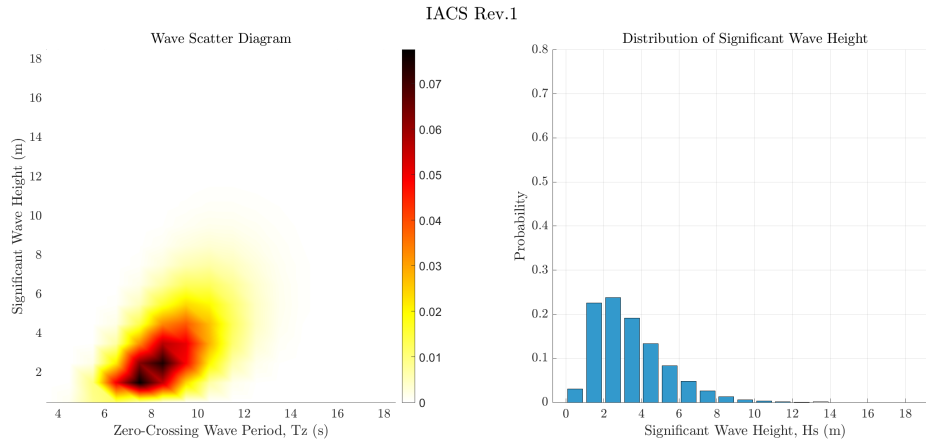 IACS Rev.1
Wave Scatter Diagram
Significant Wave Height (m)
18
16
14
12
10
8
6
4
2
4 6 8 10 12 14 16 18
Zero-Crossing Wave Period, Tz (s)
0.07
0.06
0.05
0.04
0.03
0.02
0.01
0
Distribution of Significant Wave Height
Probability
0.8
0.7
0.6
0.5
0.4
0.3
0.2
0.1
0
0 2 4 6 8 10 12 14 16 18
Significant Wave Height, Hs (m)